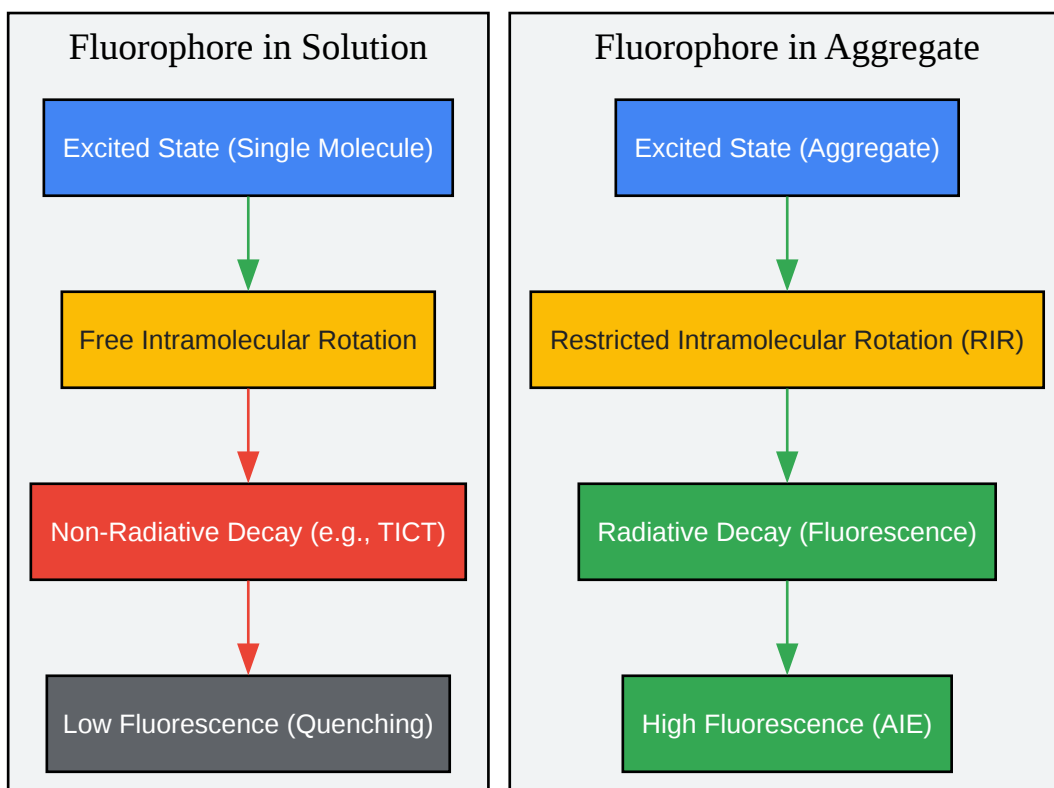 Fluorophore in Solution
Excited State (Single Molecule)
Free Intramolecular Rotation
Non-Radiative Decay (e.g., TICT)
Low Fluorescence (Quenching)
Fluorophore in Aggregate
Excited State (Aggregate)
Restricted Intramolecular Rotation (RIR)
Radiative Decay (Fluorescence)
High Fluorescence (AIE)